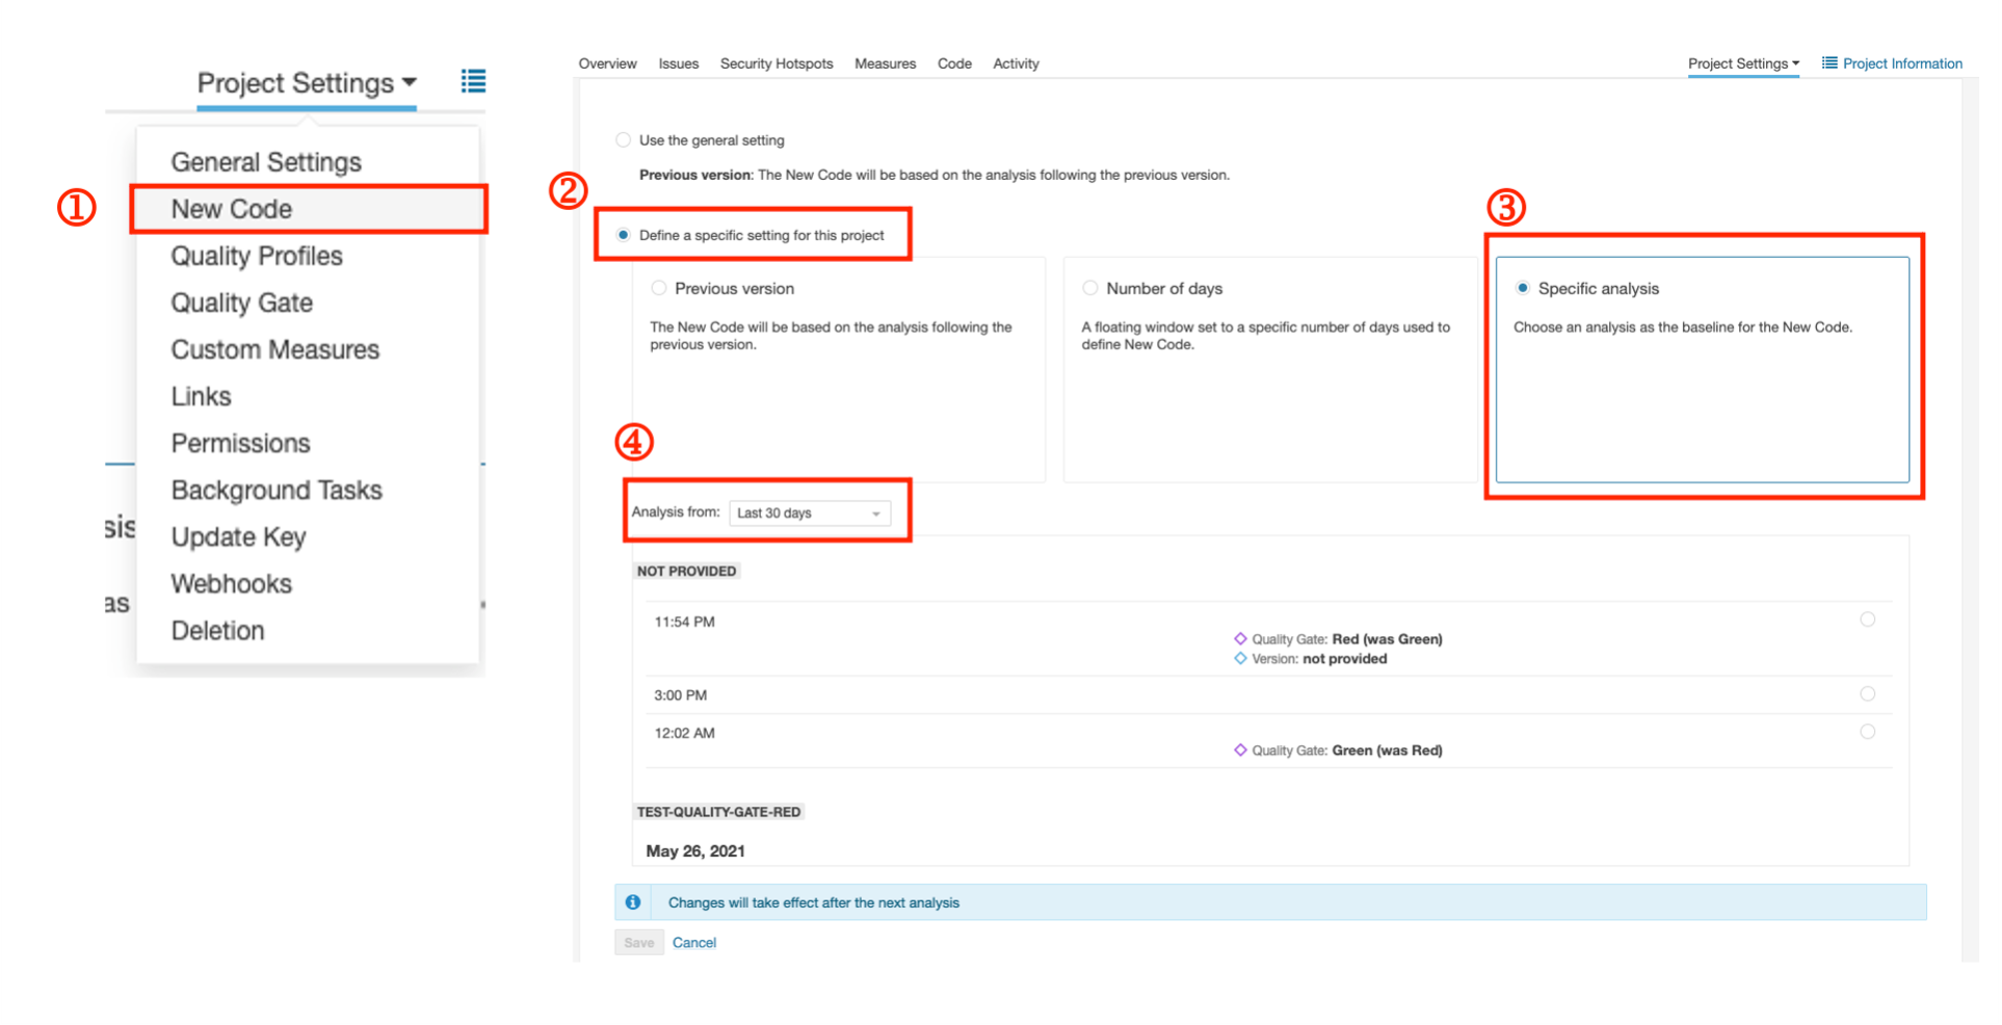 Project Settings
①
General Settings
New Code
Quality Profiles
Quality Gate
Custom Measures
Links
Permissions
Background Tasks
Update Key
Webhooks
Deletion
sis
as
Overview Issues Security Hotspots Measures Code Activity Project Settings Project Information
Use the general setting
Previous version: The New Code will be based on the analysis following the previous version.
②
Define a specific setting for this project
③
Previous version
The New Code will be based on the analysis following the
previous version.
Number of days
A floating window set to a specific number of days used to
define New Code.
Specific analysis
Choose an analysis as the baseline for the New Code.
④
Analysis from: Last 30 days
NOT PROVIDED
11:54 PM
Quality Gate: Red (was Green)
Version: not provided
3:00 PM
12:02 AM
Quality Gate: Green (was Red)
TEST-QUALITY-GATE-RED
May 26, 2021
Changes will take effect after the next analysis
Save Cancel